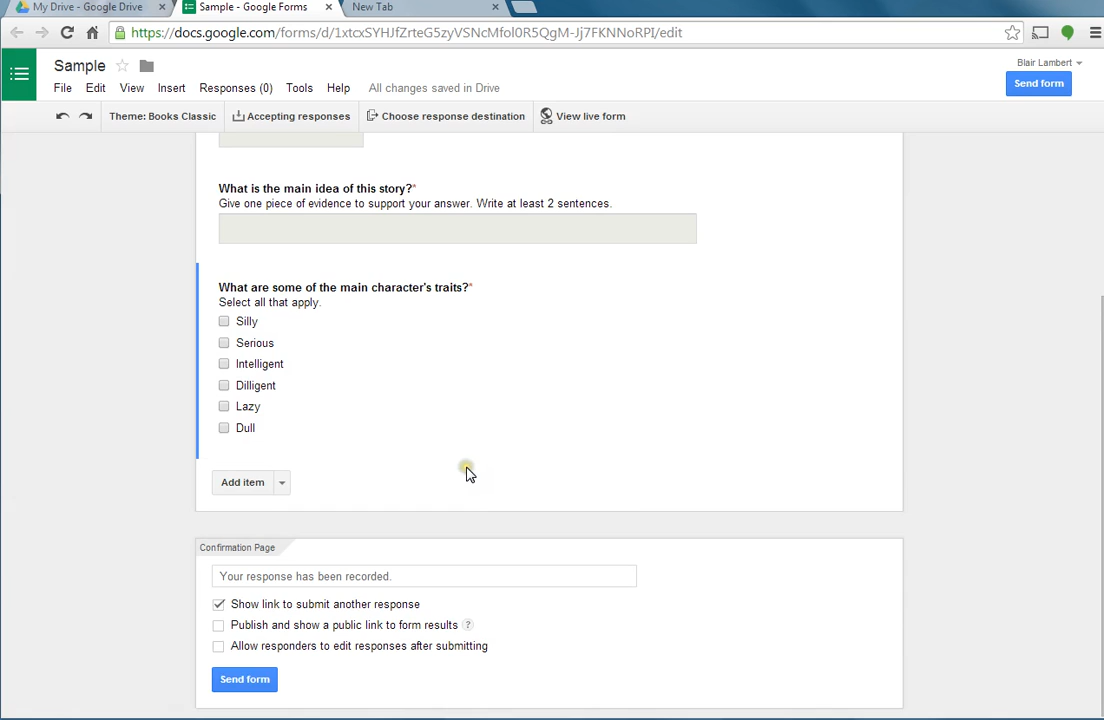 My Drive - Google Drive
Sample - Google Forms
New Tab
https://docs.google.com/forms/d/1xtcxSYHJfZrteG5zyVSNcMfol0R5QgM-Jj7FKNNoRPI/edit
Sample
Blair Lambert
File Edit View Insert Responses (0) Tools Help All changes saved in Drive
Send form
Theme: Books Classic Accepting responses Choose response destination View live form
What is the main idea of this story?*
Give one piece of evidence to support your answer. Write at least 2 sentences.
What are some of the main character's traits?*
Select all that apply.
Silly
Serious
Intelligent
Dilligent
Lazy
Dull
Add item
Confirmation Page
Your response has been recorded.
Show link to submit another response
Publish and show a public link to form results ?
Allow responders to edit responses after submitting
Send form